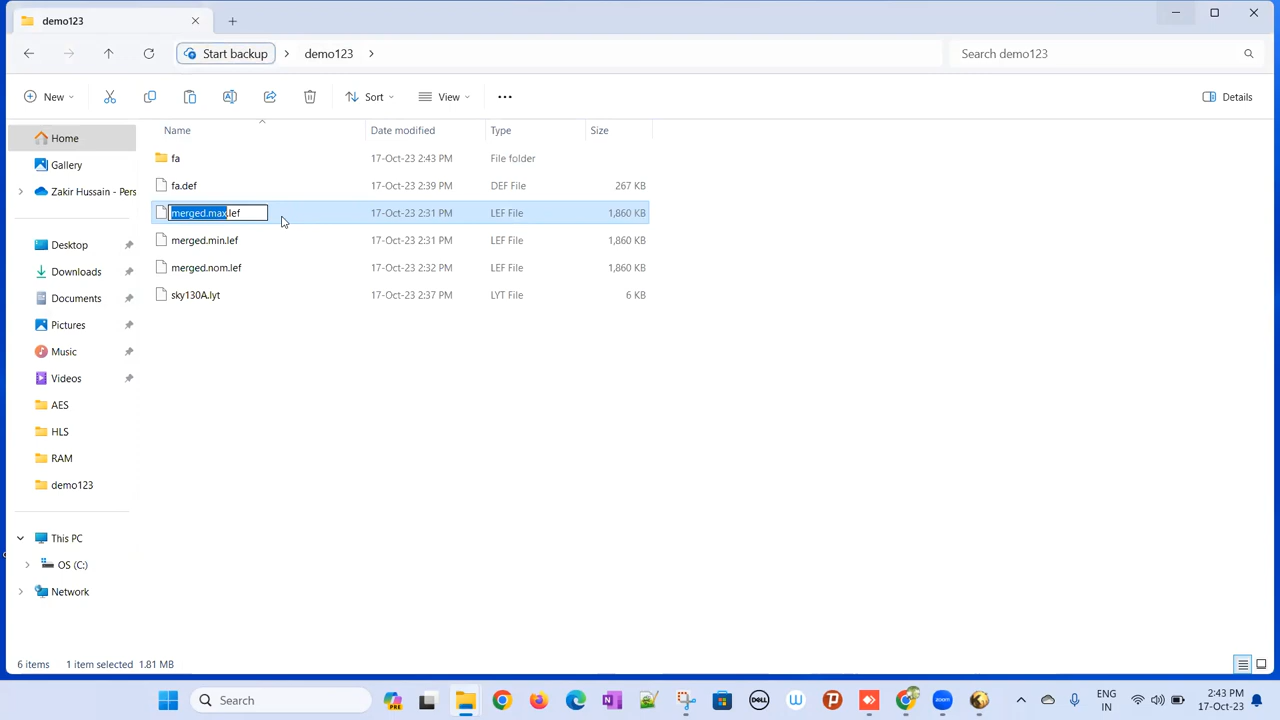 demo123
Start backup
demo123
Search demo123
New
Sort
View
Details
Name
Date modified
Type
Size
Home
Gallery
Zakir Hussain - Pers
Desktop
Downloads
Documents
Pictures
Music
Videos
AES
HLS
RAM
demo123
This PC
OS (C:)
Network
fa 17-Oct-23 2:43 PM File folder
fa.def 17-Oct-23 2:39 PM DEF File 267 KB
merged.max.lef 17-Oct-23 2:31 PM LEF File 1,860 KB
merged.min.lef 17-Oct-23 2:31 PM LEF File 1,860 KB
merged.nom.lef 17-Oct-23 2:32 PM LEF File 1,860 KB
sky130A.lyt 17-Oct-23 2:37 PM LYT File 6 KB
6 items 1 item selected 1.81 MB
Search
PRE
DELL
zoom
ENG
IN
2:43 PM
17-Oct-23